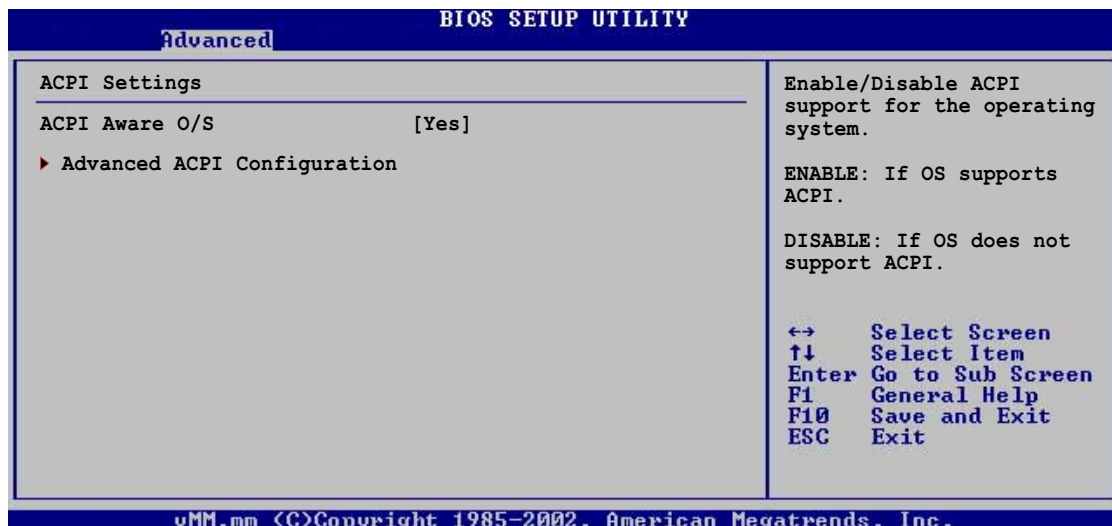 BIOS SETUP UTILITY
Advanced
ACPI Settings
ACPI Aware O/S [Yes]
Advanced ACPI Configuration
Enable/Disable ACPI
support for the operating
system.
ENABLE: If OS supports
ACPI.
DISABLE: If OS does not
support ACPI.
←→ Select Screen
↑↓ Select Item
Enter Go to Sub Screen
F1 General Help
F10 Save and Exit
ESC Exit
vMM.mm (C)Copyright 1985-2002, American Megatrends, Inc.